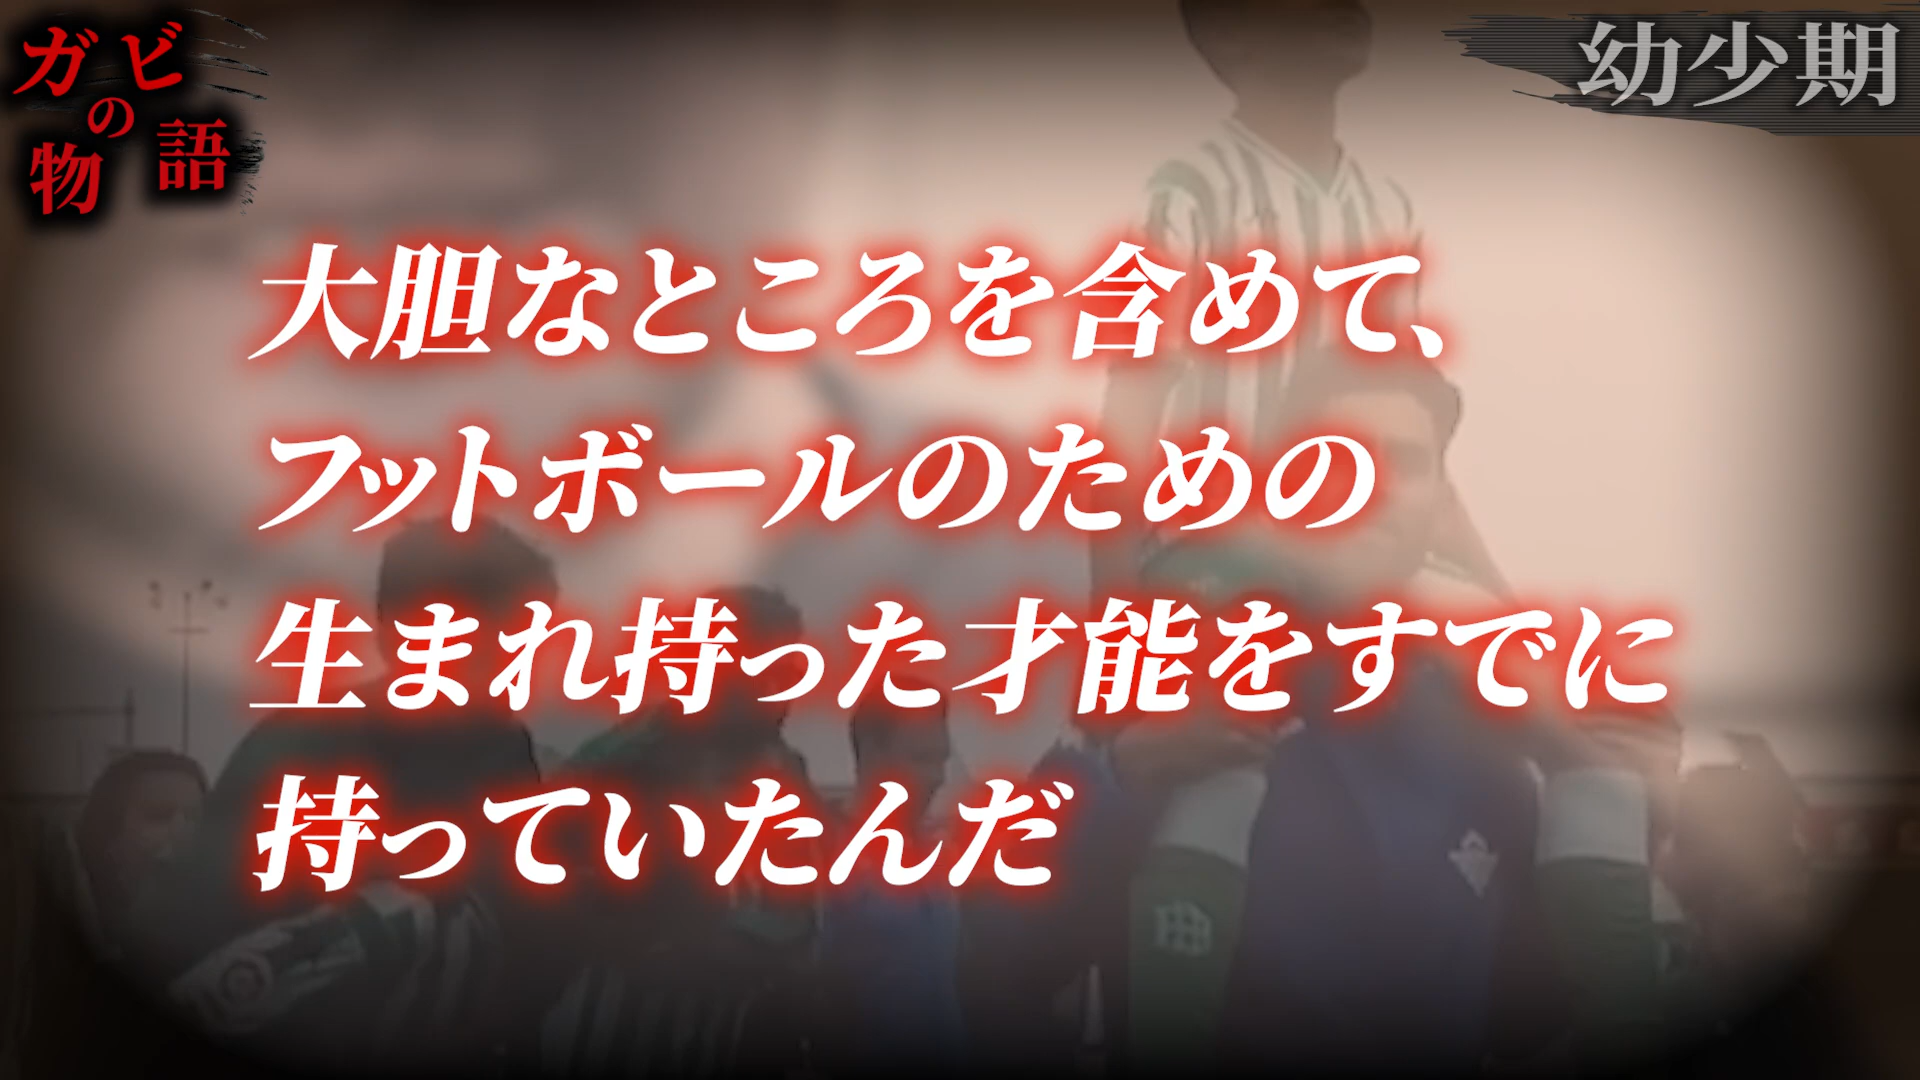 ガビの物語
幼少期
大胆なところを含めて、
フットボールのための
生まれ持った才能をすでに
持っていたんだ